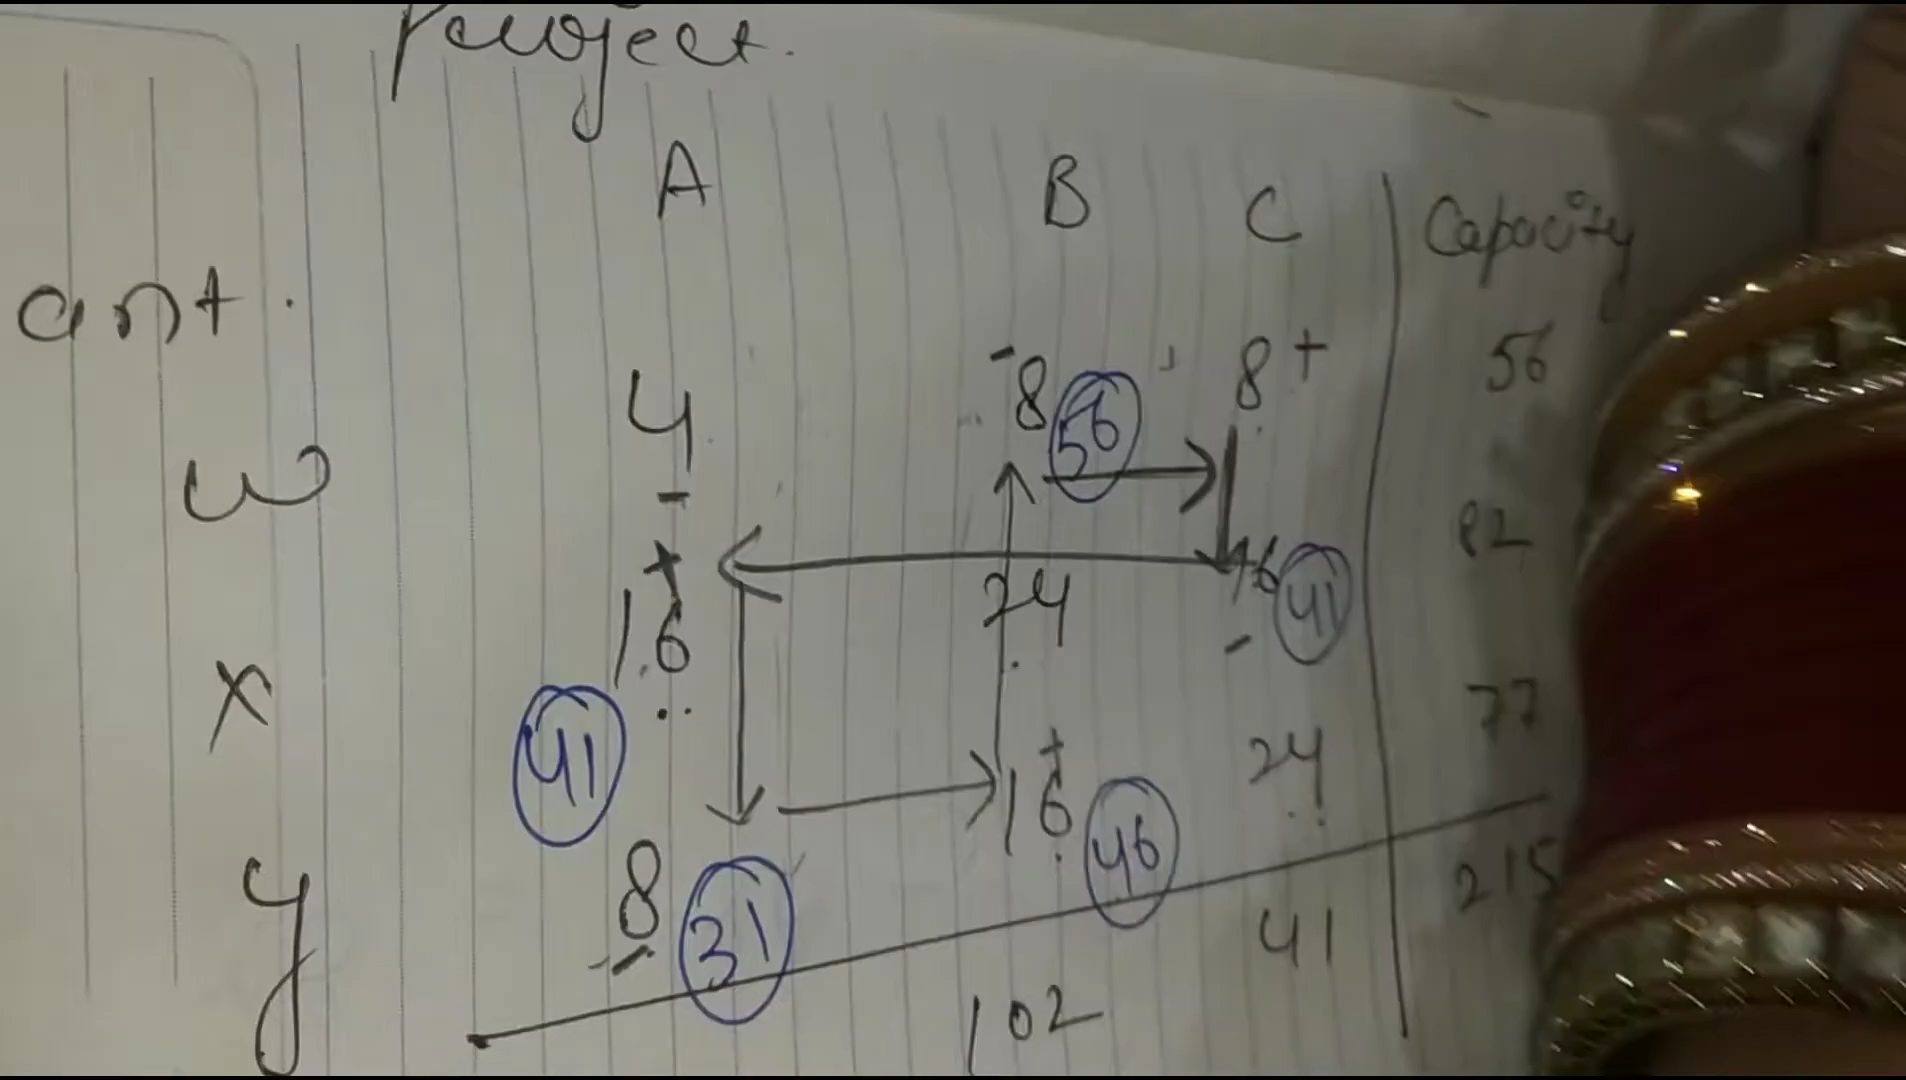 Project.
A B C Capacity
ant.
W 4 -8 56 8+ 56
-
+
X 16 24 16 41 82
41 -
+
Y 8 31 16 46 24 77
-
102 41 215